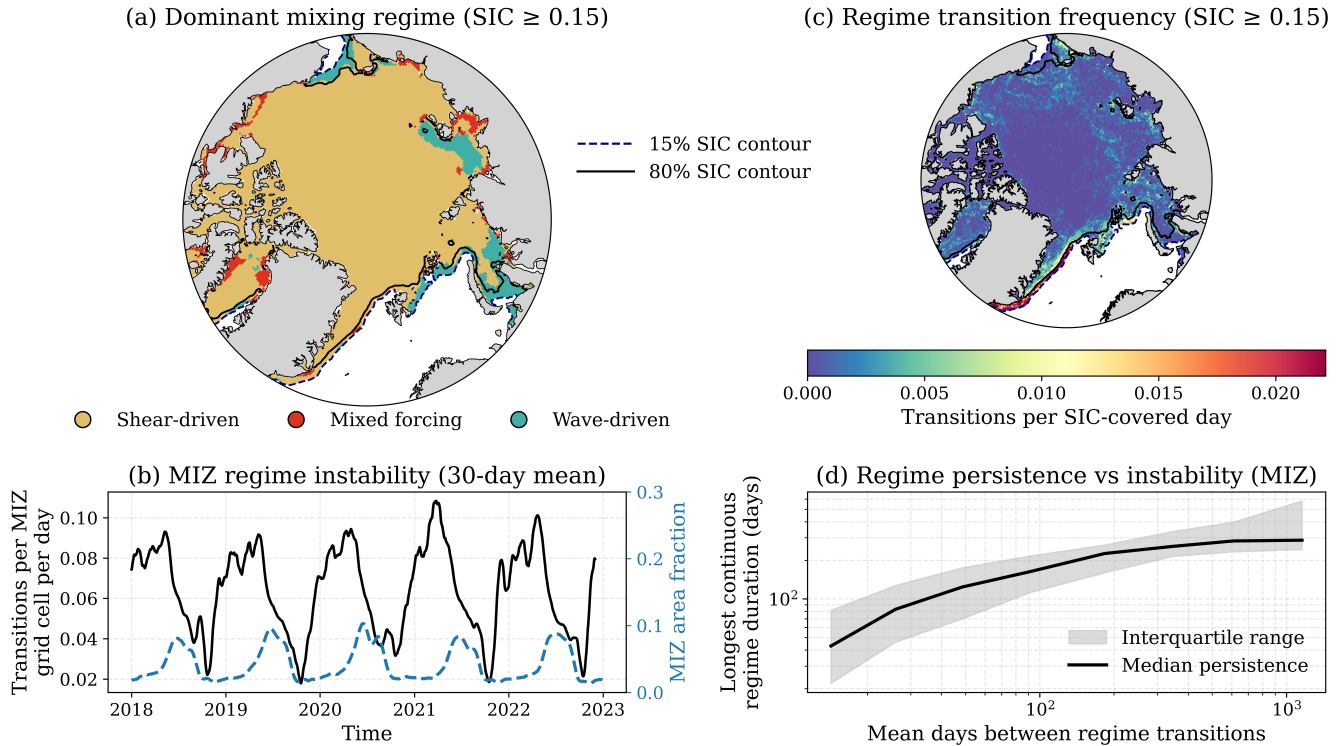 (a) Dominant mixing regime (SIC ≥ 0.15)
15% SIC contour
80% SIC contour
Shear-driven
Mixed forcing
Wave-driven
(c) Regime transition frequency (SIC ≥ 0.15)
0.000 0.005 0.010 0.015 0.020
Transitions per SIC-covered day
(b) MIZ regime instability (30-day mean)
Transitions per MIZ
grid cell per day
0.10
0.08
0.06
0.04
0.02
0.3
0.2
0.1
0.0
MIZ area fraction
2018 2019 2020 2021 2022 2023
Time
(d) Regime persistence vs instability (MIZ)
Longest continuous
regime duration (days)
10²
Interquartile range
Median persistence
10² 10³
Mean days between regime transitions